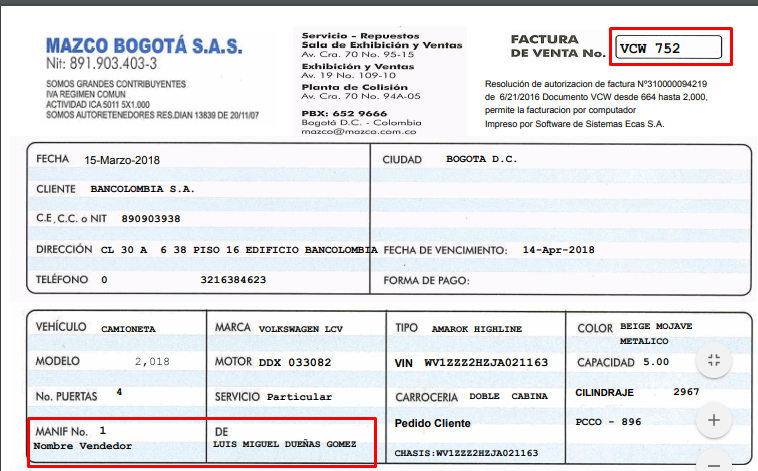 MAZCO BOGOTÁ S.A.S.
Nit: 891.903.403-3
SOMOS GRANDES CONTRIBUYENTES
IVA REGIMEN COMUN
ACTIVIDAD ICA 5011 5X1.000
SOMOS AUTORETENEDORES RES.DIAN 13839 DE 20/11/07
Servicio - Repuestos
Sala de Exhibición y Ventas
Av. Cra. 70 No. 95-15
Exhibición y Ventas
Av. 19 No. 109-10
Planta de Colisión
Av. Cra. 70 No. 94A-05
PBX: 652 9666
Bogotá D.C. - Colombia
mazco@mazco.com.co
FACTURA
DE VENTA No. VCW 752
Resolución de autorizacion de factura Nº310000094219
de 6/21/2016 Documento VCW desde 664 hasta 2,000,
permite la facturacion por computador
Impreso por Software de Sistemas Ecas S.A.
FECHA 15-Marzo-2018 CIUDAD BOGOTA D.C.
CLIENTE BANCOLOMBIA S.A.
C.E, C.C. o NIT 890903938
DIRECCIÓN CL 30 A 6 38 PISO 16 EDIFICIO BANCOLOMBIA FECHA DE VENCIMIENTO: 14-Apr-2018
TELÉFONO 0 3216384623 FORMA DE PAGO:
VEHÍCULO CAMIONETA MARCA VOLKSWAGEN LCV TIPO AMAROK HIGHLINE COLOR BEIGE MOJAVE
METALICO
MODELO 2,018 MOTOR DDX 033082 VIN WV1ZZZ2HZJA021163 CAPACIDAD 5.00
No. PUERTAS 4 SERVICIO Particular CARROCERIA DOBLE CABINA CILINDRAJE 2967
MANIF No. 1 DE Pedido Cliente PCCO - 896
Nombre Vendedor LUIS MIGUEL DUEÑAS GOMEZ CHASIS:WV1ZZZ2HZJA021163